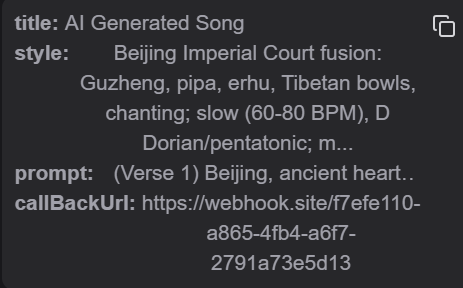 title: AI Generated Song
style: Beijing Imperial Court fusion:
Guzheng, pipa, erhu, Tibetan bowls,
chanting; slow (60-80 BPM), D
Dorian/pentatonic; m...
prompt: (Verse 1) Beijing, ancient heart..
callBackUrl: https://webhook.site/f7efe110-
a865-4fb4-a6f7-
2791a73e5d13